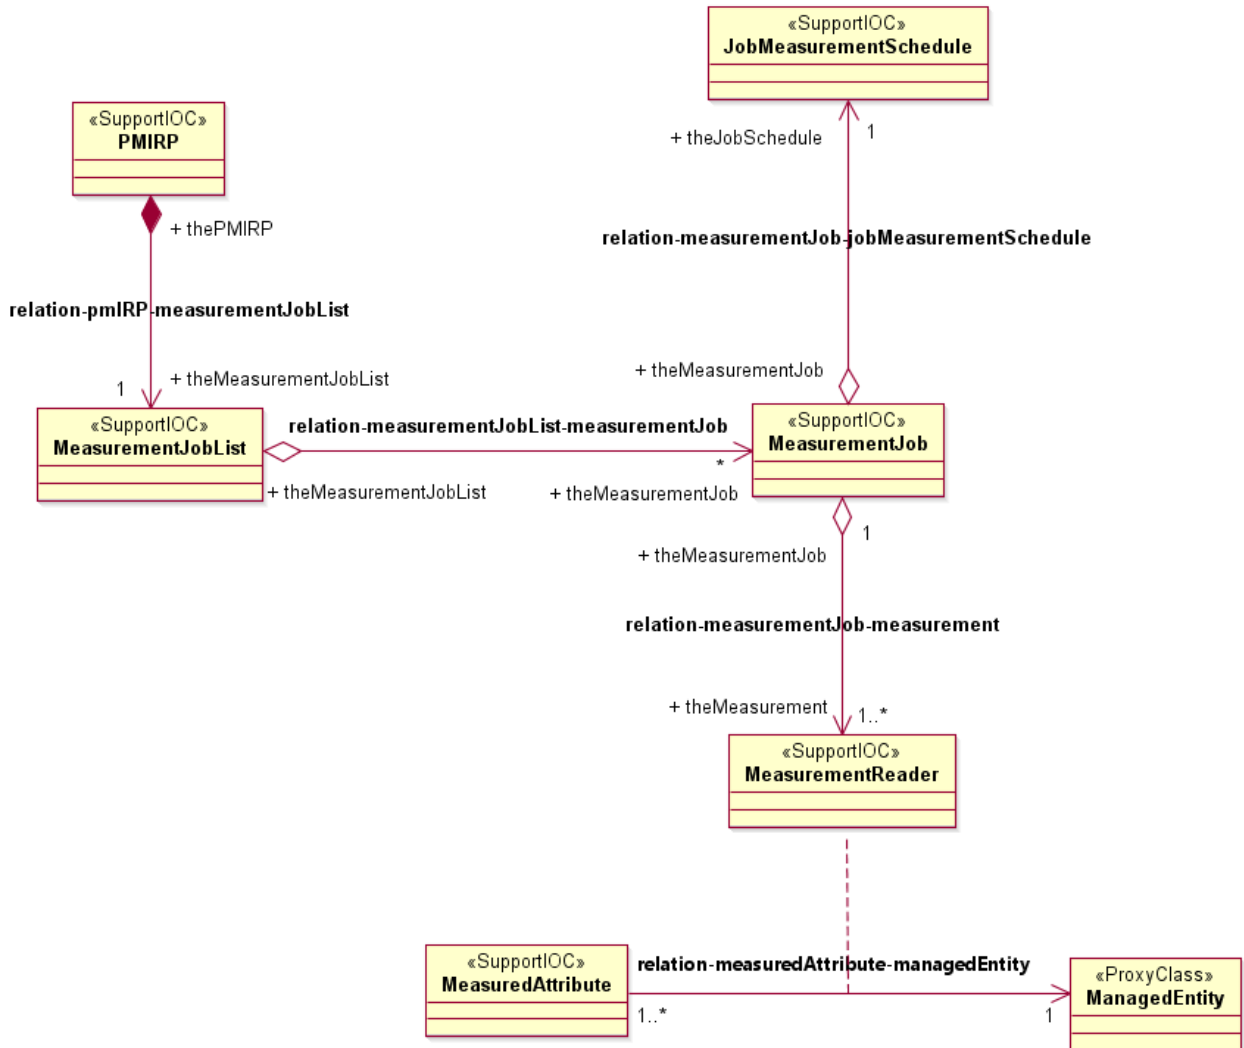 «SupportIOC»
JobMeasurementSchedule
«SupportIOC»
PMIRP
+ theJobSchedule
1
+ thePMIRP
relation-measurementJob-jobMeasurementSchedule
relation-pmIRP-measurementJobList
1
+ theMeasurementJobList
+ theMeasurementJob
«SupportIOC»
MeasurementJobList
relation-measurementJobList-measurementJob
«SupportIOC»
MeasurementJob
*
+ theMeasurementJobList
+ theMeasurementJob
1
+ theMeasurementJob
relation-measurementJob-measurement
+ theMeasurement
1..*
«SupportIOC»
MeasurementReader
«SupportIOC»
MeasuredAttribute
relation-measuredAttribute-managedEntity
«ProxyClass»
ManagedEntity
1..*
1